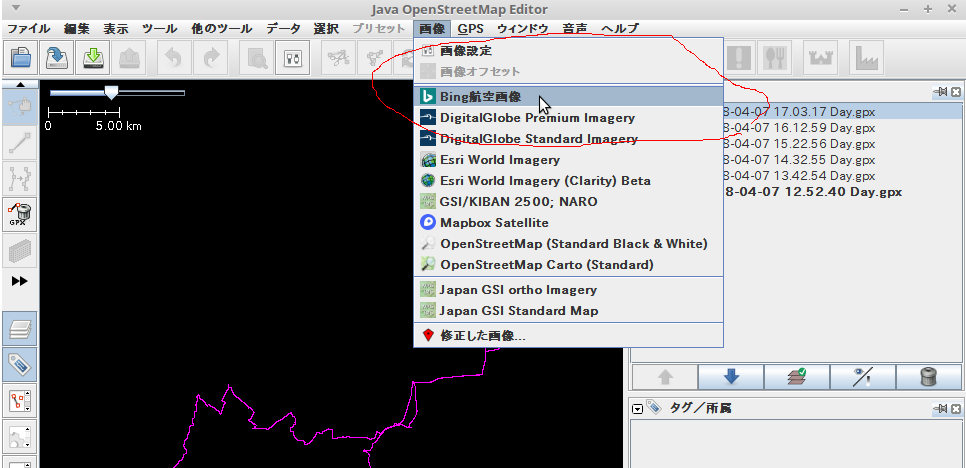 Java OpenStreetMap Editor
ファイル 編集 表示 ツール 他のツール データ 選択 プリセット 画像 GPS ウィンドウ 音声 ヘルプ
画像設定
画像オフセット
Bing航空画像
DigitalGlobe Premium Imagery
DigitalGlobe Standard Imagery
Esri World Imagery
Esri World Imagery (Clarity) Beta
GSI/KIBAN 2500; NARO
Mapbox Satellite
OpenStreetMap (Standard Black & White)
OpenStreetMap Carto (Standard)
Japan GSI ortho Imagery
Japan GSI Standard Map
修正した画像...
0 5.00 km
GPX
8-04-07 17.03.17 Day.gpx
8-04-07 16.12.59 Day.gpx
8-04-07 15.22.56 Day.gpx
8-04-07 14.32.55 Day.gpx
8-04-07 13.42.54 Day.gpx
8-04-07 12.52.40 Day.gpx
タグ／所属